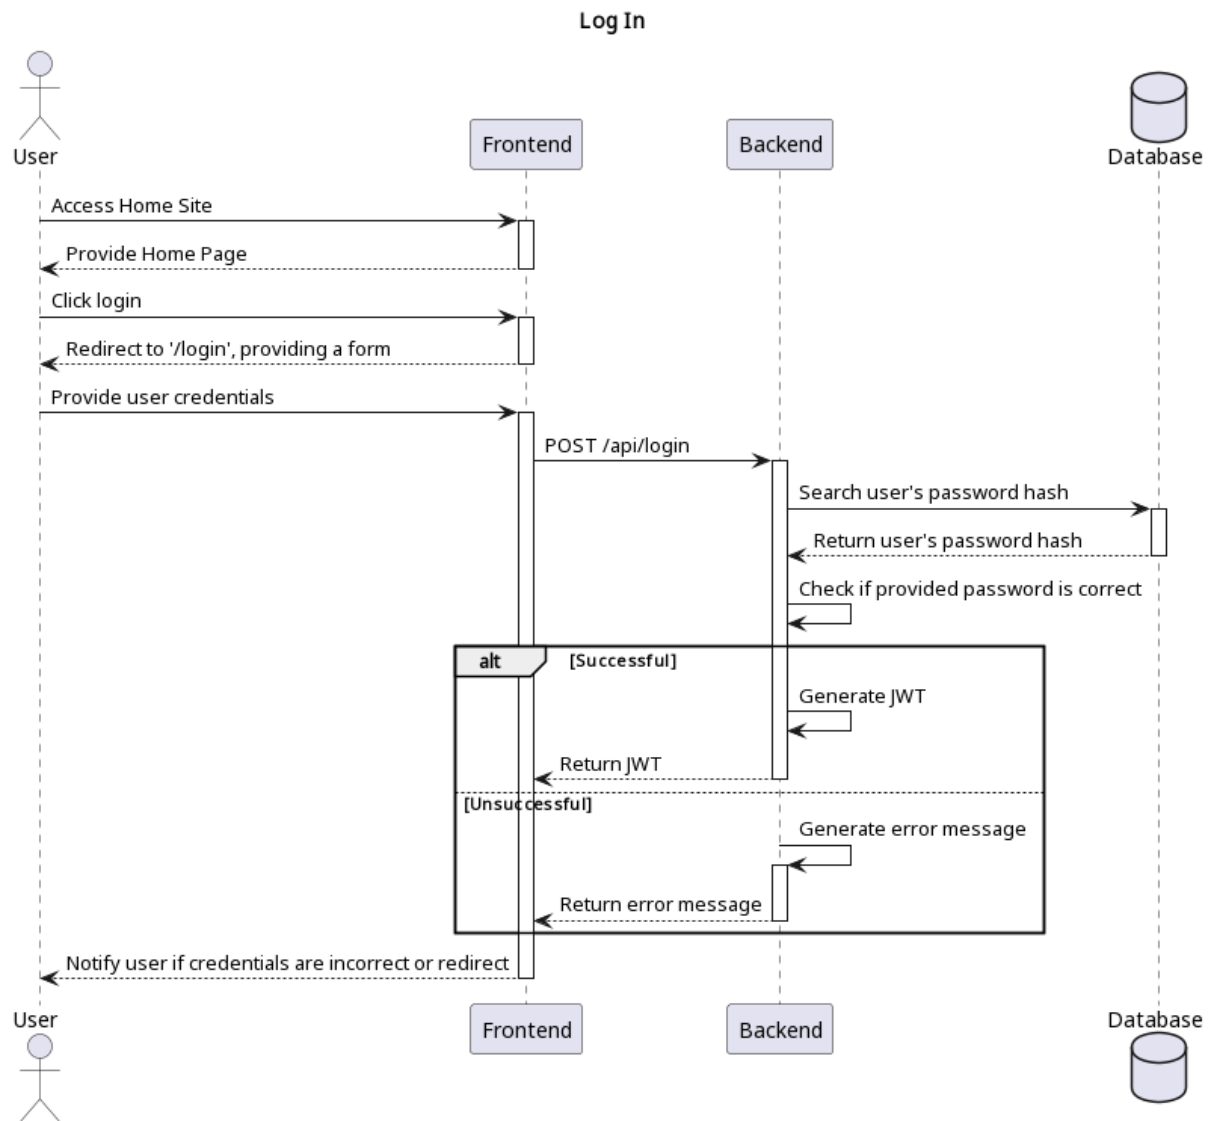 Log In
User
Frontend
Backend
Database
Access Home Site
Provide Home Page
Click login
Redirect to '/login', providing a form
Provide user credentials
POST /api/login
Search user's password hash
Return user's password hash
Check if provided password is correct
alt
[Successful]
Generate JWT
Return JWT
[Unsuccessful]
Generate error message
Return error message
Notify user if credentials are incorrect or redirect
User
Frontend
Backend
Database